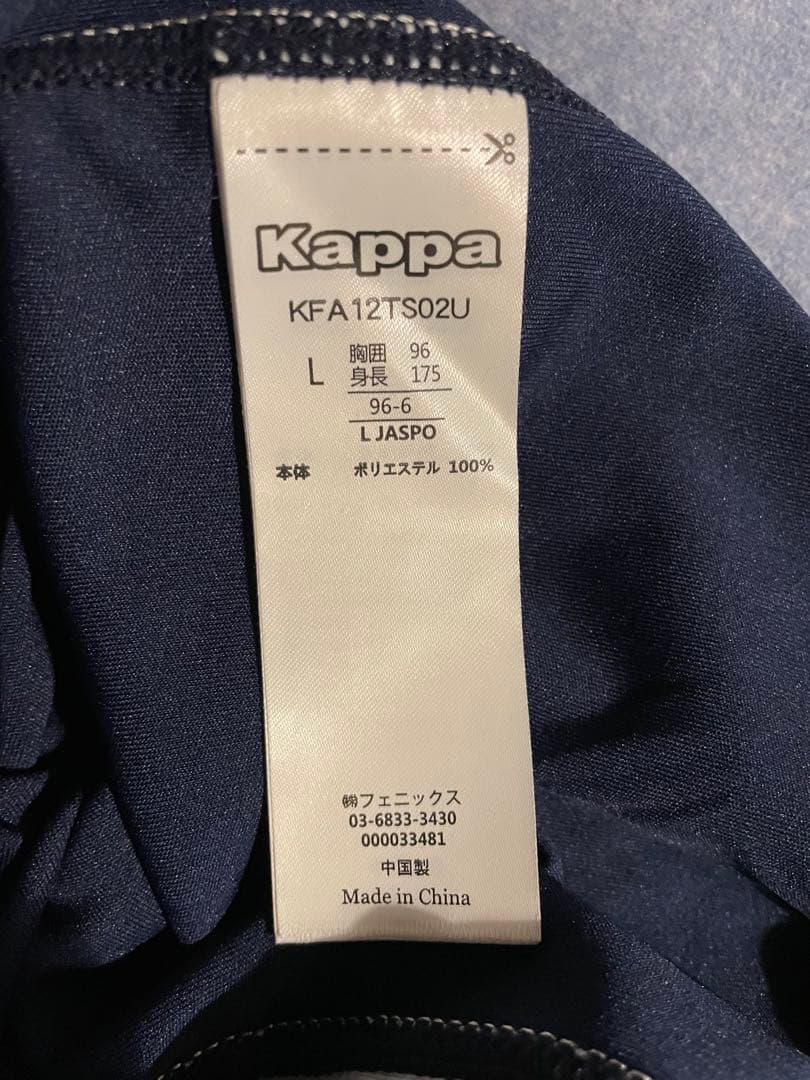 Kappa
KFA12TS02U
L 胸囲 96
身長 175
96-6
L JASPO
本体 ポリエステル 100%
㈱フェニックス
03-6833-3430
000033481
中国製
Made in China